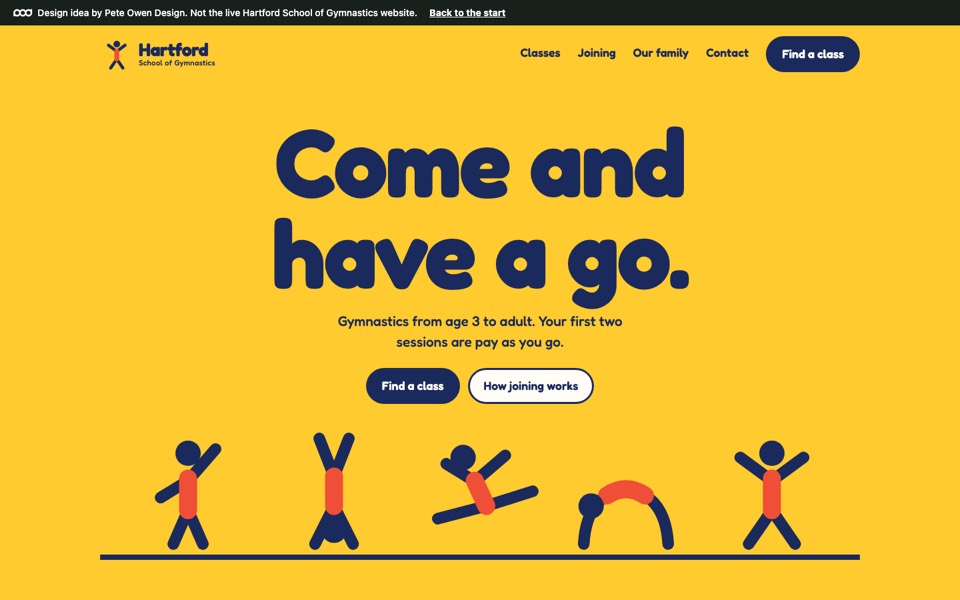 Design idea by Pete Owen Design. Not the live Hartford School of Gymnastics website. Back to the start
Hartford
School of Gymnastics
Classes Joining Our family Contact Find a class
Come and
have a go.
Gymnastics from age 3 to adult. Your first two
sessions are pay as you go.
Find a class How joining works